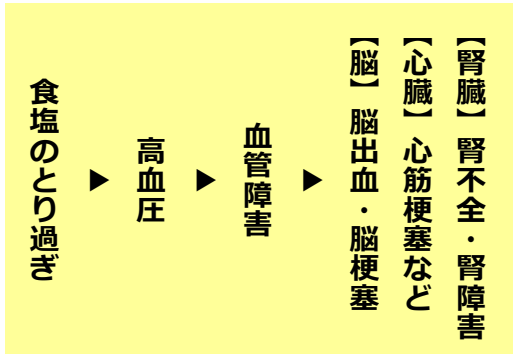 食塩のとり過ぎ
▶
高血圧
▶
血管障害
▶
【脳】脳出血・脳梗塞
【心臓】心筋梗塞など
【腎臓】腎不全・腎障害